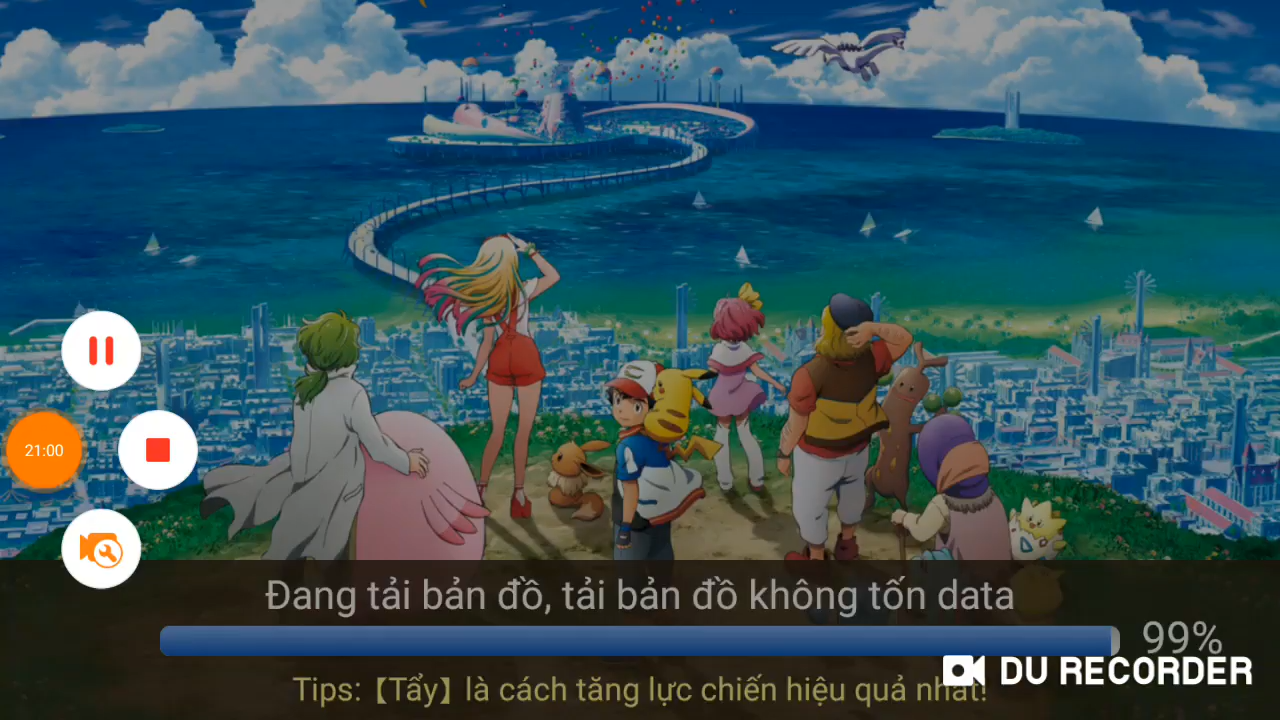 21:00
Đang tải bản đồ, tải bản đồ không tốn data
99%
DU RECORDER
Tips:【Tẩy】là cách tăng lực chiến hiệu quả nhất!